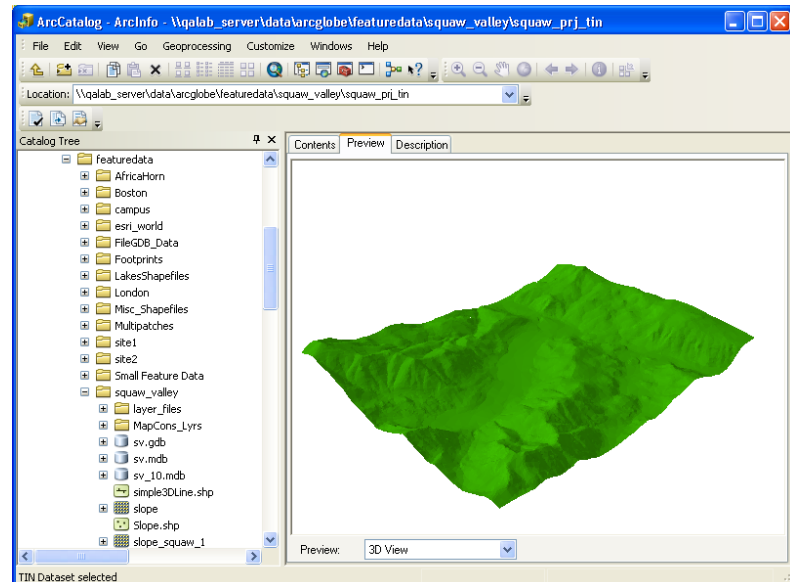 ArcCatalog - ArcInfo - \\qalab_server\data\arcglobe\featuredata\squaw_valley\squaw_prj_tin
File Edit View Go Geoprocessing Customize Windows Help
Location: \\qalab_server\data\arcglobe\featuredata\squaw_valley\squaw_prj_tin
Catalog Tree
Contents Preview Description
featuredata
AfricaHorn
Boston
campus
esri_world
FileGDB_Data
Footprints
LakesShapefiles
London
Misc_Shapefiles
Multipatches
site1
site2
Small Feature Data
squaw_valley
layer_files
MapCons_Lyrs
sv.gdb
sv.mdb
sv_10.mdb
simple3DLine.shp
slope
Slope.shp
slope_squaw_1
Preview: 3D View
TIN Dataset selected